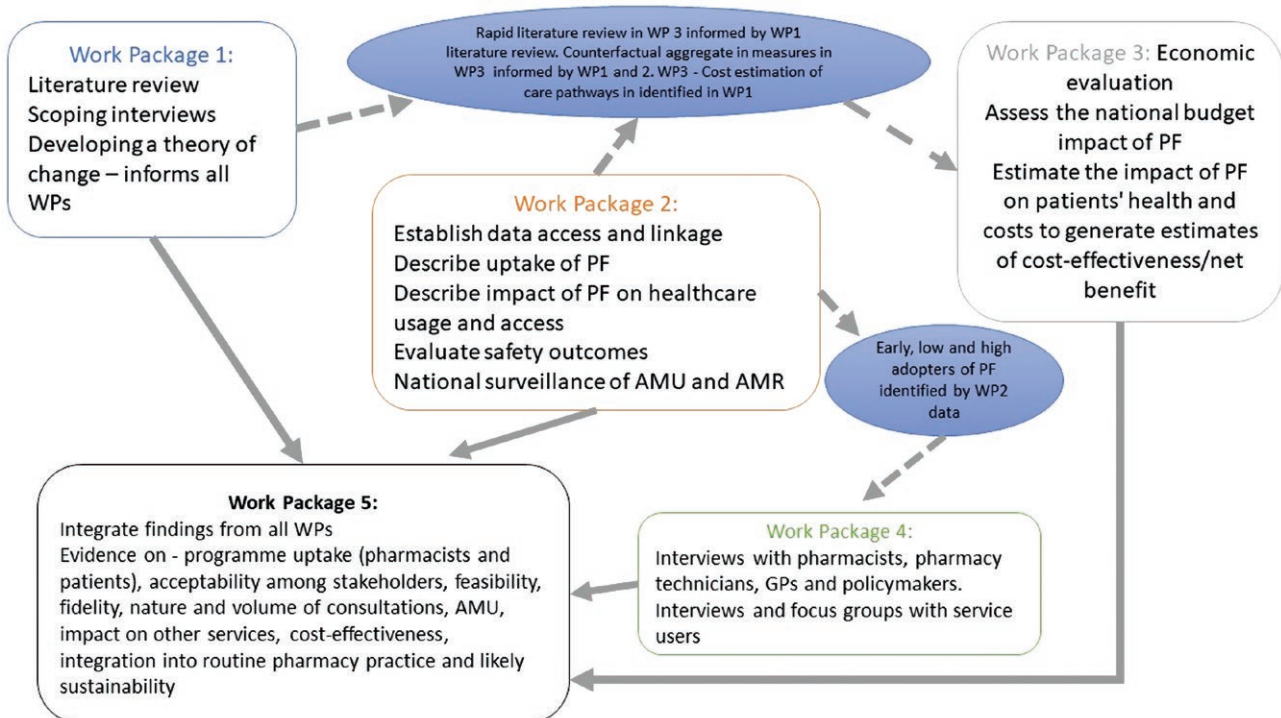 Work Package 1:
Literature review
Scoping interviews
Developing a theory of
change – informs all
WPs
Rapid literature review in WP 3 informed by WP1
literature review. Counterfactual aggregate in measures in
WP3 informed by WP1 and 2. WP3 - Cost estimation of
care pathways in identified in WP1
Work Package 3: Economic
evaluation
Assess the national budget
impact of PF
Estimate the impact of PF
on patients' health and
costs to generate estimates
of cost-effectiveness/net
benefit
Work Package 2:
Establish data access and linkage
Describe uptake of PF
Describe impact of PF on healthcare
usage and access
Evaluate safety outcomes
National surveillance of AMU and AMR
Early, low and high
adopters of PF
identified by WP2
data
Work Package 5:
Integrate findings from all WPs
Evidence on - programme uptake (pharmacists and
patients), acceptability among stakeholders, feasibility,
fidelity, nature and volume of consultations, AMU,
impact on other services, cost-effectiveness,
integration into routine pharmacy practice and likely
sustainability
Work Package 4:
Interviews with pharmacists, pharmacy
technicians, GPs and policymakers.
Interviews and focus groups with service
users